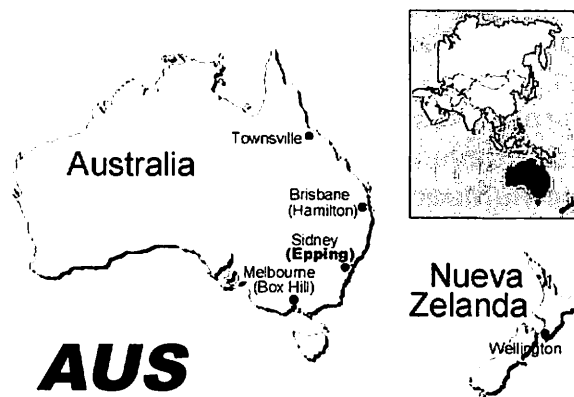 Townsville
Australia
Brisbane
(Hamilton)
Sidney
(Epping)
Melbourne
(Box Hill)
Nueva
Zelanda
Wellington
AUS